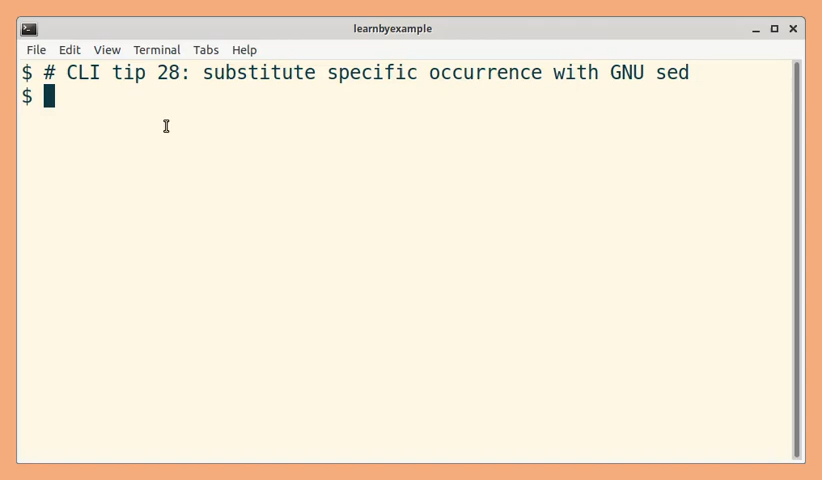 learnbyexample
File Edit View Terminal Tabs Help
$ # CLI tip 28: substitute specific occurrence with GNU sed
$